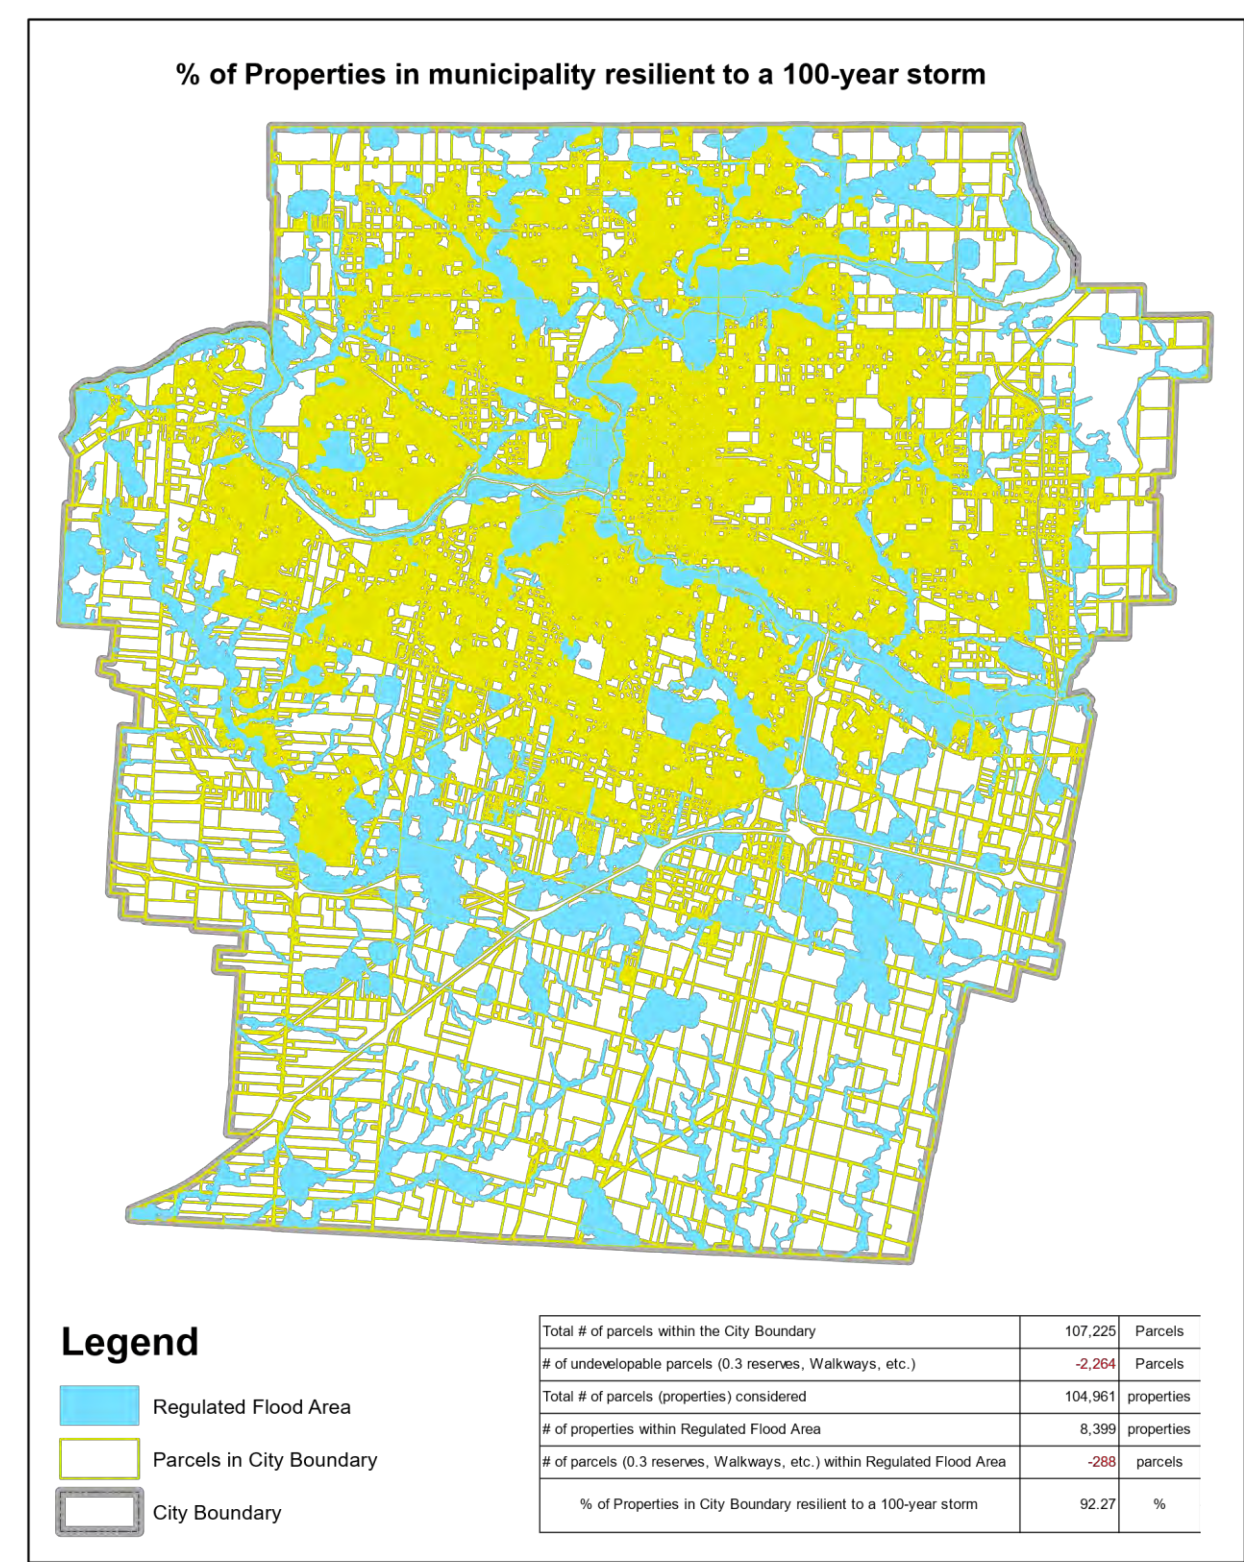 % of Properties in municipality resilient to a 100-year storm
Legend
Regulated Flood Area
Parcels in City Boundary
City Boundary
Total # of parcels within the City Boundary 107,225 Parcels
# of undevelopable parcels (0.3 reserves, Walkways, etc.) -2,264 Parcels
Total # of parcels (properties) considered 104,961 properties
# of properties within Regulated Flood Area 8,399 properties
# of parcels (0.3 reserves, Walkways, etc.) within Regulated Flood Area -288 parcels
% of Properties in City Boundary resilient to a 100-year storm 92.27 %